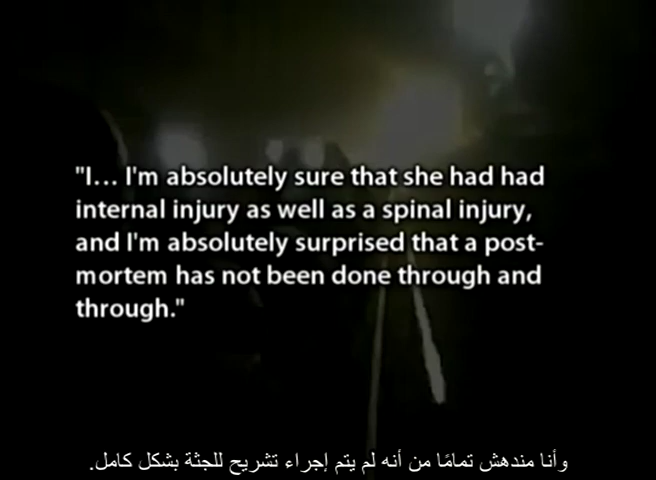 "I... I'm absolutely sure that she had had
internal injury as well as a spinal injury,
and I'm absolutely surprised that a post-
mortem has not been done through and
through."
وأنا مندهش تمامًا من أنه لم يتم إجراء تشريح للجثة بشكل كامل.